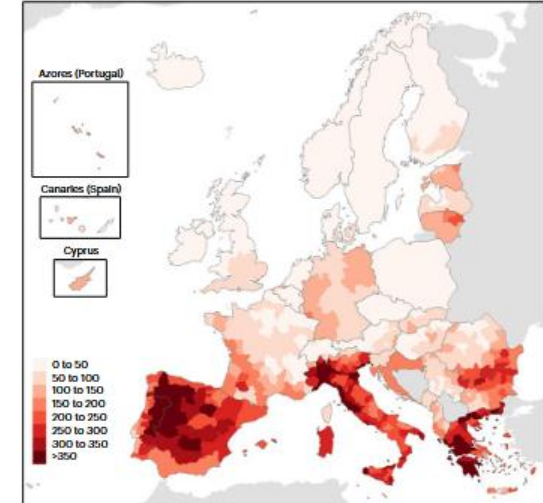 Azores (Portugal)
Canaries (Spain)
Cyprus
0 to 50
50 to 100
100 to 150
150 to 200
200 to 250
250 to 300
300 to 350
>350